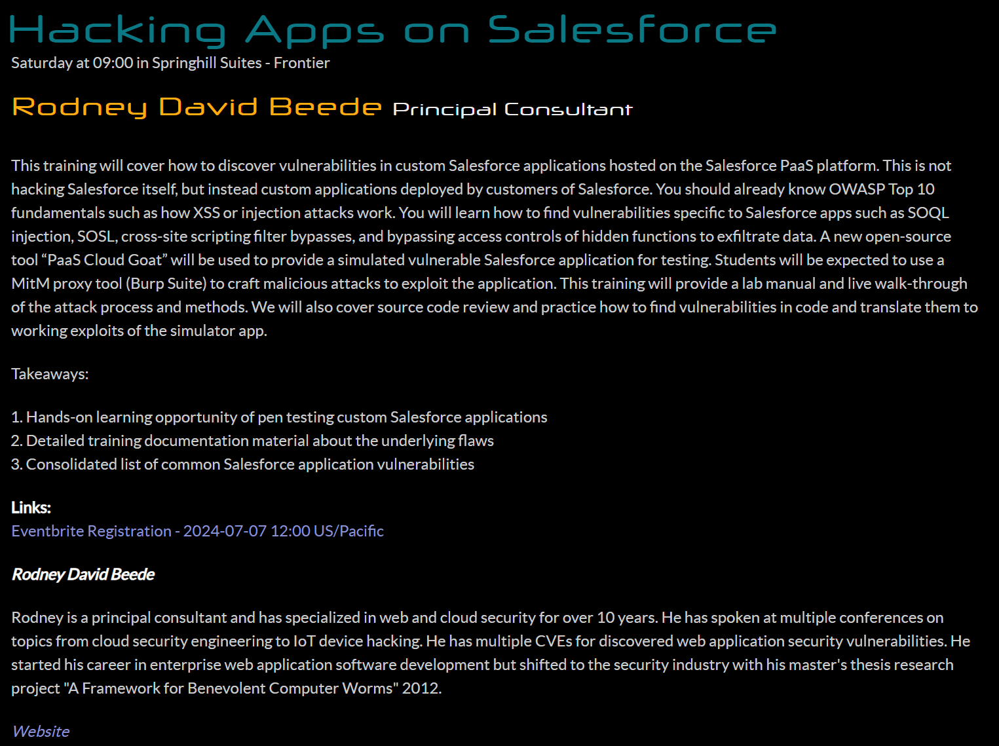 Hacking Apps on Salesforce
Saturday at 09:00 in Springhill Suites - Frontier
Rodney David Beede Principal Consultant
This training will cover how to discover vulnerabilities in custom Salesforce applications hosted on the Salesforce PaaS platform. This is not
hacking Salesforce itself, but instead custom applications deployed by customers of Salesforce. You should already know OWASP Top 10
fundamentals such as how XSS or injection attacks work. You will learn how to find vulnerabilities specific to Salesforce apps such as SOQL
injection, SOSL, cross-site scripting filter bypasses, and bypassing access controls of hidden functions to exfiltrate data. A new open-source
tool “PaaS Cloud Goat” will be used to provide a simulated vulnerable Salesforce application for testing. Students will be expected to use a
MitM proxy tool (Burp Suite) to craft malicious attacks to exploit the application. This training will provide a lab manual and live walk-through
of the attack process and methods. We will also cover source code review and practice how to find vulnerabilities in code and translate them to
working exploits of the simulator app.
Takeaways:
1. Hands-on learning opportunity of pen testing custom Salesforce applications
2. Detailed training documentation material about the underlying flaws
3. Consolidated list of common Salesforce application vulnerabilities
Links:
Eventbrite Registration - 2024-07-07 12:00 US/Pacific
Rodney David Beede
Rodney is a principal consultant and has specialized in web and cloud security for over 10 years. He has spoken at multiple conferences on
topics from cloud security engineering to IoT device hacking. He has multiple CVEs for discovered web application security vulnerabilities. He
started his career in enterprise web application software development but shifted to the security industry with his master's thesis research
project "A Framework for Benevolent Computer Worms" 2012.
Website